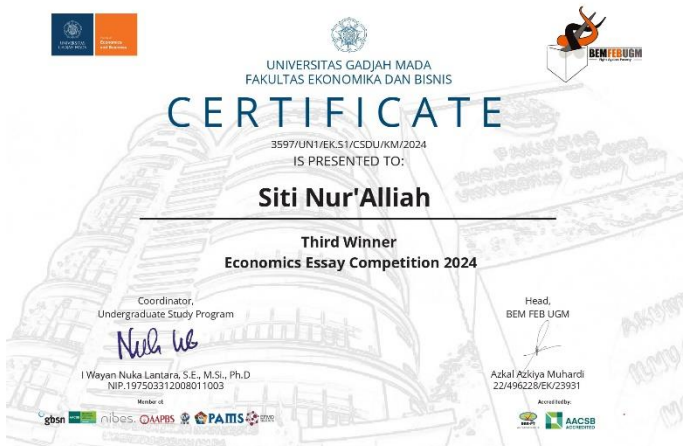 UNIVERSITAS GADJAH MADA
FAKULTAS EKONOMIKA DAN BISNIS
BEMFEBUGM
CERTIFICATE
3597/UN1/EK.S1/CSDU/KM/2024
IS PRESENTED TO:
Siti Nur'Alliah
Third Winner
Economics Essay Competition 2024
Coordinator,
Undergraduate Study Program
I Wayan Nuka Lantara, S.E., M.Si., Ph.D
NIP.197503312008011003
Head,
BEM FEB UGM
Azkal Azkiya Muhardi
22/496228/EK/23931
Member of
gbsn
nibes.
AAPBS
PAMS
Accredited by:
AACSB
ACCREDITED